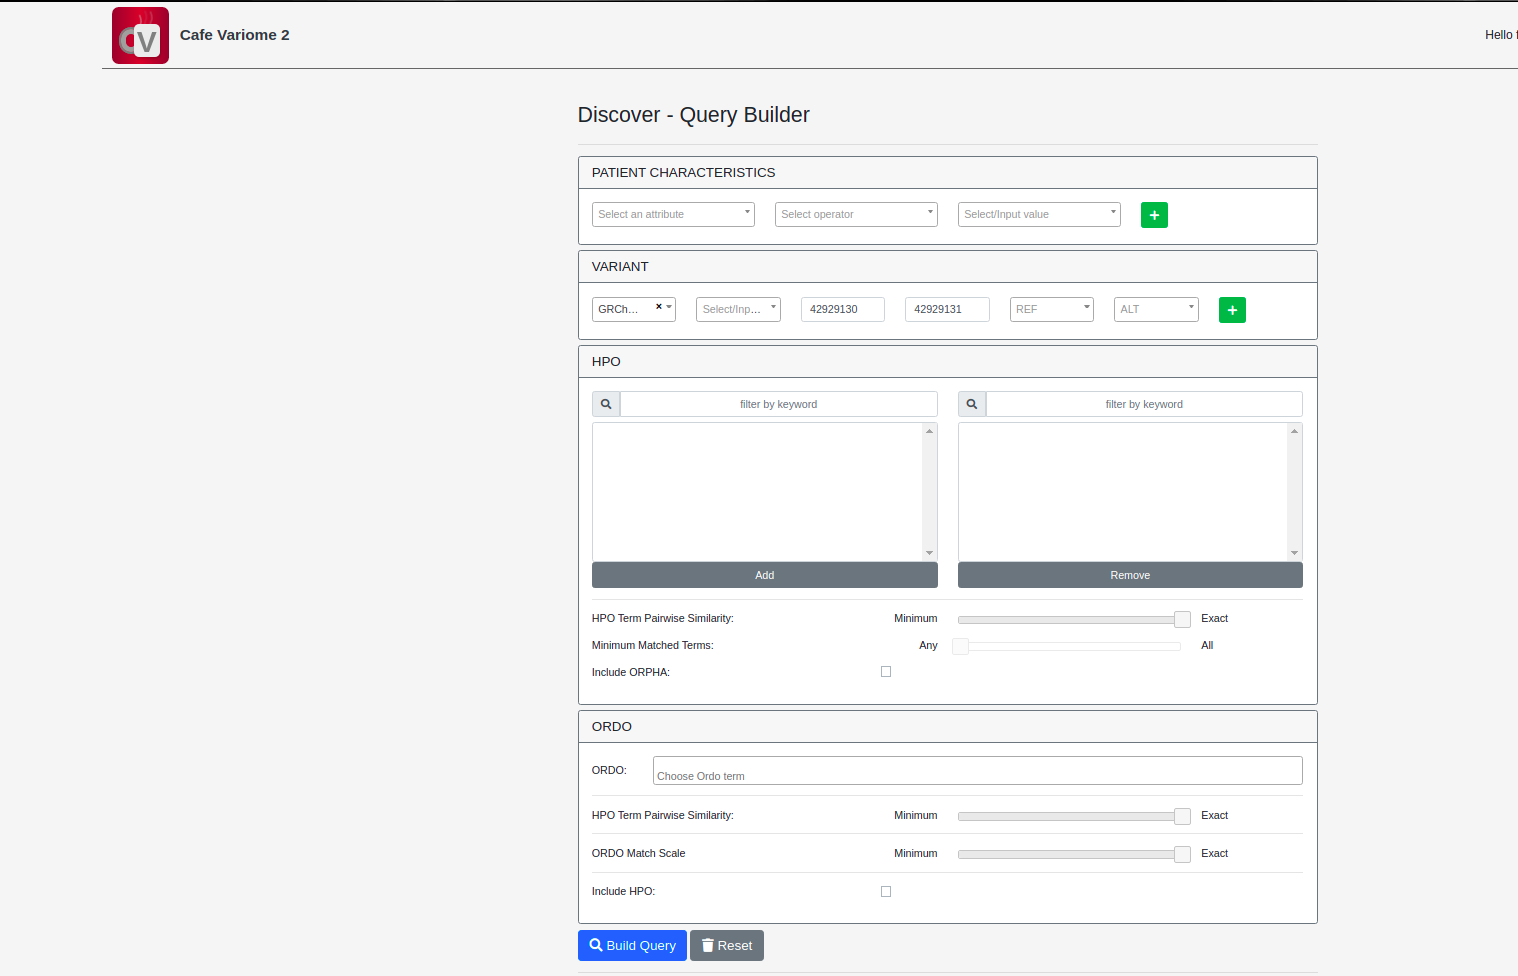 CV
Cafe Variome 2
Hello
Discover - Query Builder
PATIENT CHARACTERISTICS
Select an attribute
Select operator
Select/Input value
+
VARIANT
GRCh... ×
Select/Inp...
42929130
42929131
REF
ALT
+
HPO
filter by keyword
filter by keyword
Add
Remove
HPO Term Pairwise Similarity: Minimum Exact
Minimum Matched Terms: Any All
Include ORPHA:
ORDO
ORDO: Choose Ordo term
HPO Term Pairwise Similarity: Minimum Exact
ORDO Match Scale Minimum Exact
Include HPO:
Build Query
Reset